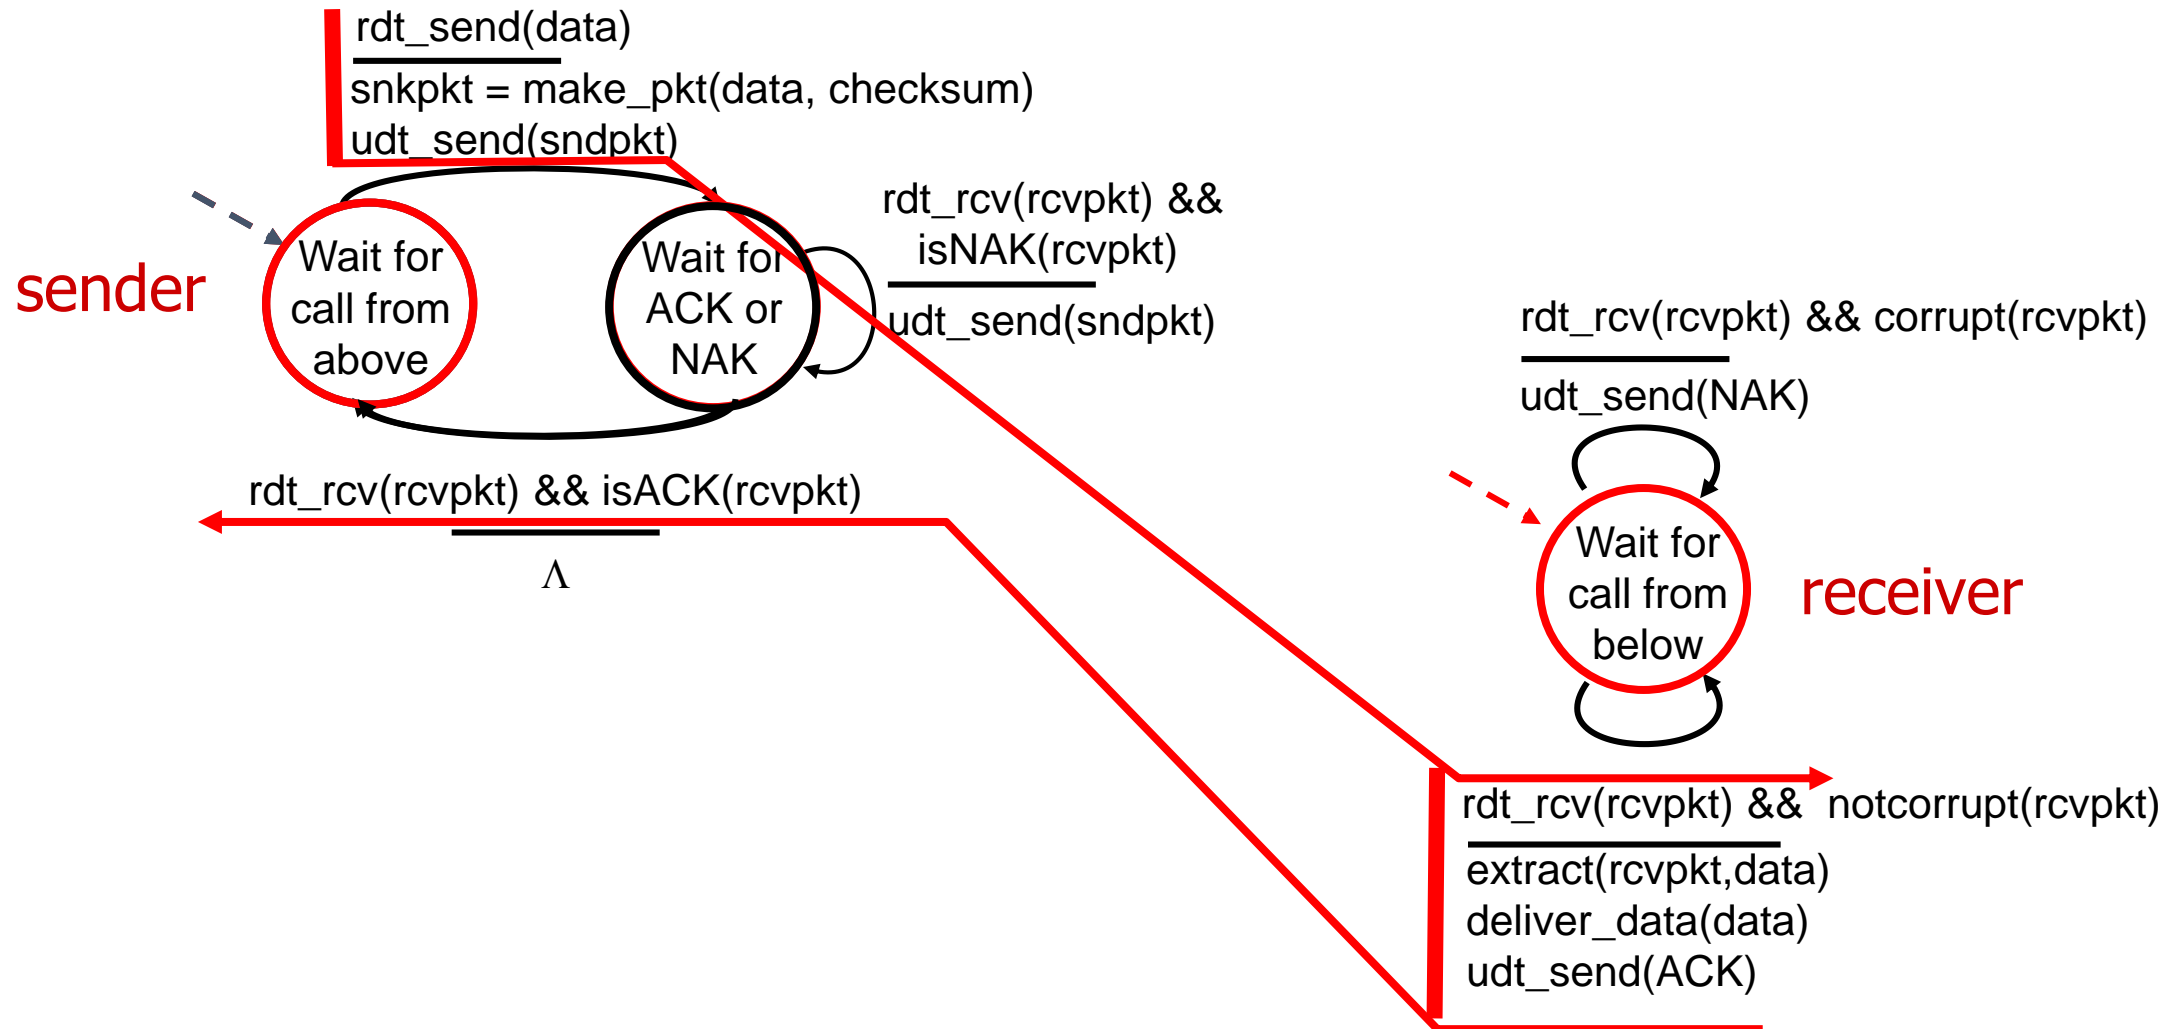 rdt_send(data)
snkpkt = make_pkt(data, checksum)
udt_send(sndpkt)
sender
Wait for
call from
above
Wait for
ACK or
NAK
rdt_rcv(rcvpkt) &&
isNAK(rcvpkt)
udt_send(sndpkt)
rdt_rcv(rcvpkt) && isACK(rcvpkt)
Λ
rdt_rcv(rcvpkt) && corrupt(rcvpkt)
udt_send(NAK)
Wait for
call from
below
receiver
rdt_rcv(rcvpkt) && notcorrupt(rcvpkt)
extract(rcvpkt,data)
deliver_data(data)
udt_send(ACK)